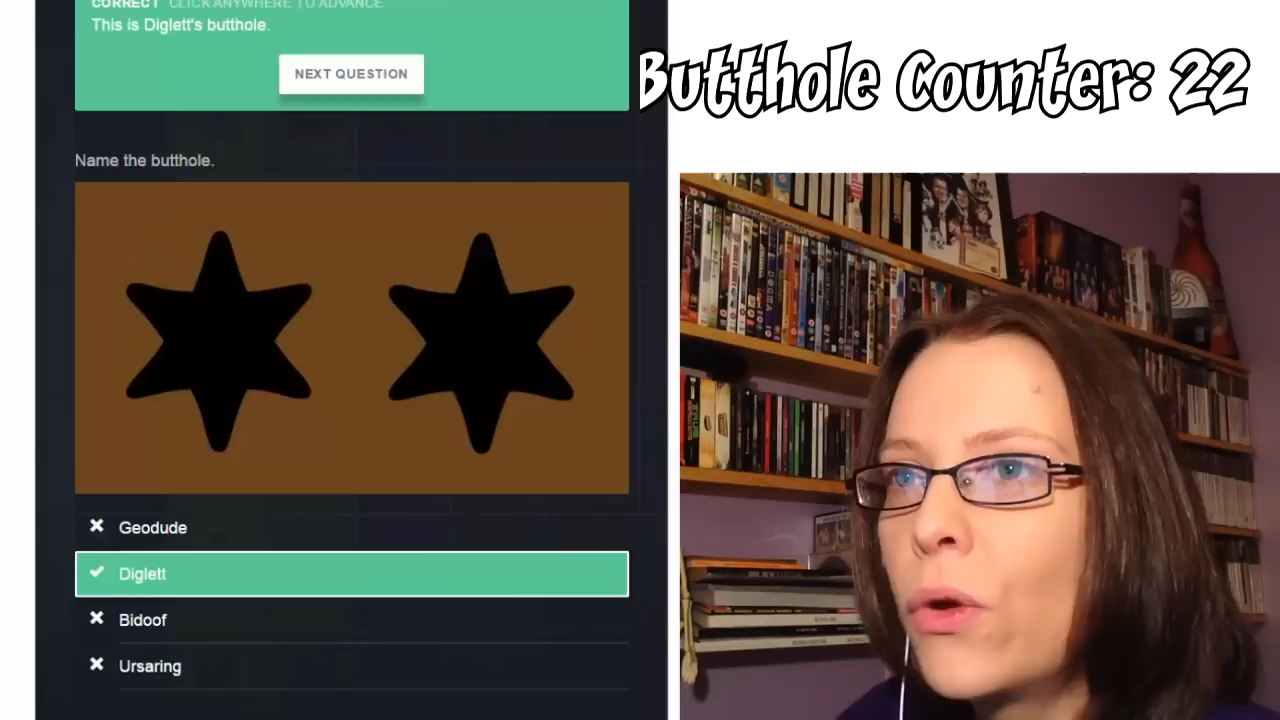 CORRECT CLICK ANYWHERE TO ADVANCE
This is Diglett's butthole.
NEXT QUESTION
Butthole Counter: 22
Name the butthole.
Geodude
Diglett
Bidoof
Ursaring